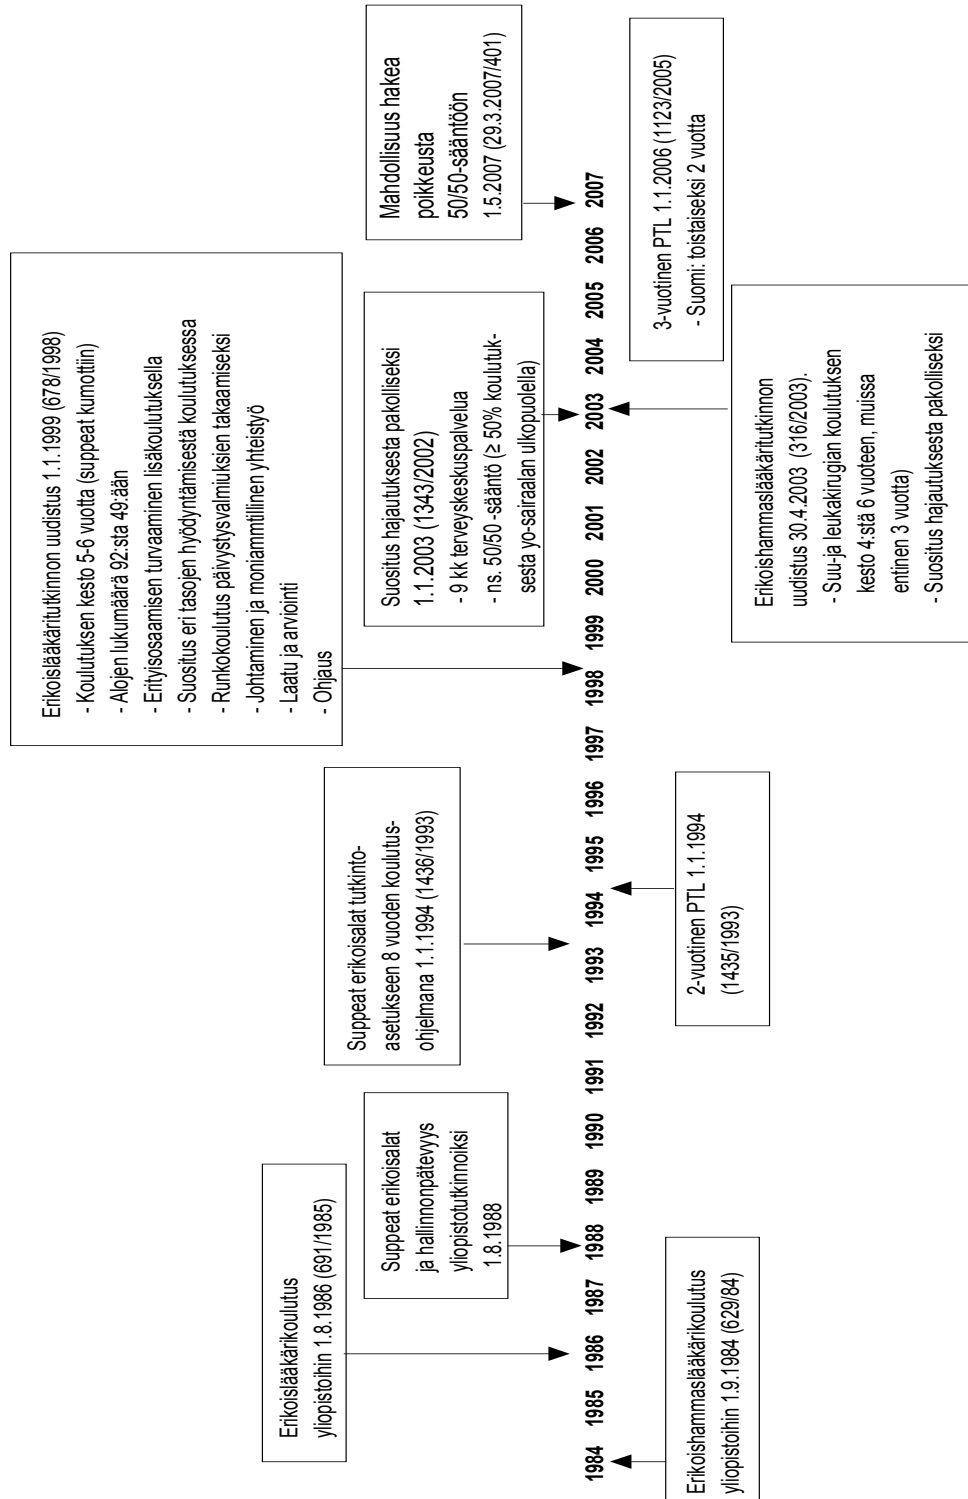 Erikoislääkäritutkinnon uudistus 1.1.1999 (678/1998)
- Koulutuksen kesto 5-6 vuotta (suppeat kumottiin)
- Alojen lukumäärä 92:sta 49:ään
- Erityisosaamisen turvaaminen lisäkoulutuksella
- Suositus eri tasojen hyödyntämisestä koulutuksessa
- Runkokoulutus päivystysvalmiuksien takaamiseksi
- Johtaminen ja moniammtillinen yhteistyö
- Laatu ja arviointi
- Ohjaus
Erikoislääkärikoulutus
yliopistoihin 1.8.1986 (691/1985)
Suppeat erikoisalat tutkinto-
asetukseen 8 vuoden koulutus-
ohjelmana 1.1.1994 (1436/1993)
Suppeat erikoisalat
ja hallinnonpätevyys
yliopistotutkinnoiksi
1.8.1988
Suositus hajautuksesta pakolliseksi
1.1.2003 (1343/2002)
- 9 kk terveyskeskuspalvelua
- ns. 50/50 -sääntö (≥ 50% koulutuk-
sesta yo-sairaalan ulkopuolella)
Mahdollisuus hakea
poikkeusta
50/50-sääntöön
1.5.2007 (29.3.2007/401)
1984 1985 1986 1987 1988 1989 1990 1991 1992 1993 1994 1995 1996 1997 1998 1999 2000 2001 2002 2003 2004 2005 2006 2007
Erikoishammaslääkärikoulutus
yliopistoihin 1.9.1984 (629/84)
2-vuotinen PTL 1.1.1994
(1435/1993)
3-vuotinen PTL 1.1.2006 (1123/2005)
- Suomi: toistaiseksi 2 vuotta
Erikoishammaslääkäritutkinnon
uudistus 30.4.2003 (316/2003).
- Suu-ja leukakirurgian koulutuksen
kesto 4:stä 6 vuoteen, muissa
entinen 3 vuotta)
- Suositus hajautuksesta pakolliseksi